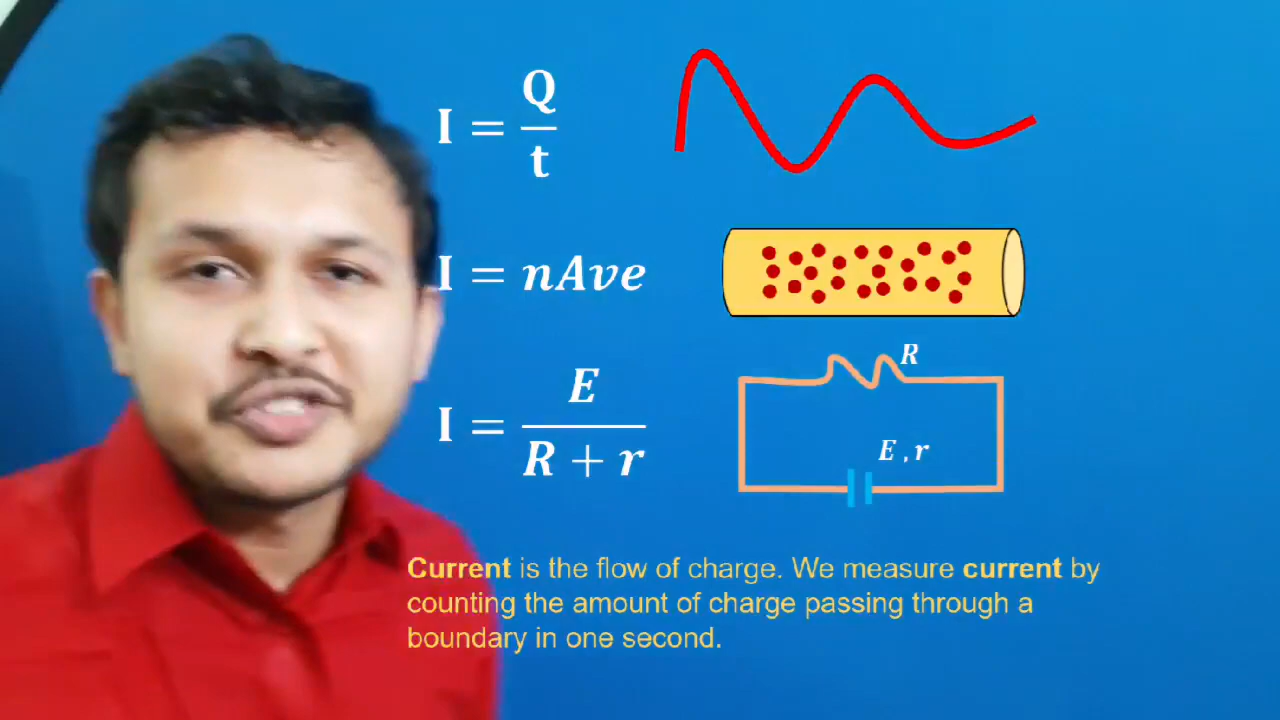 I = Q/t
I = nAve
I = E/(R + r)
R
E , r
Current is the flow of charge. We measure current by
counting the amount of charge passing through a
boundary in one second.